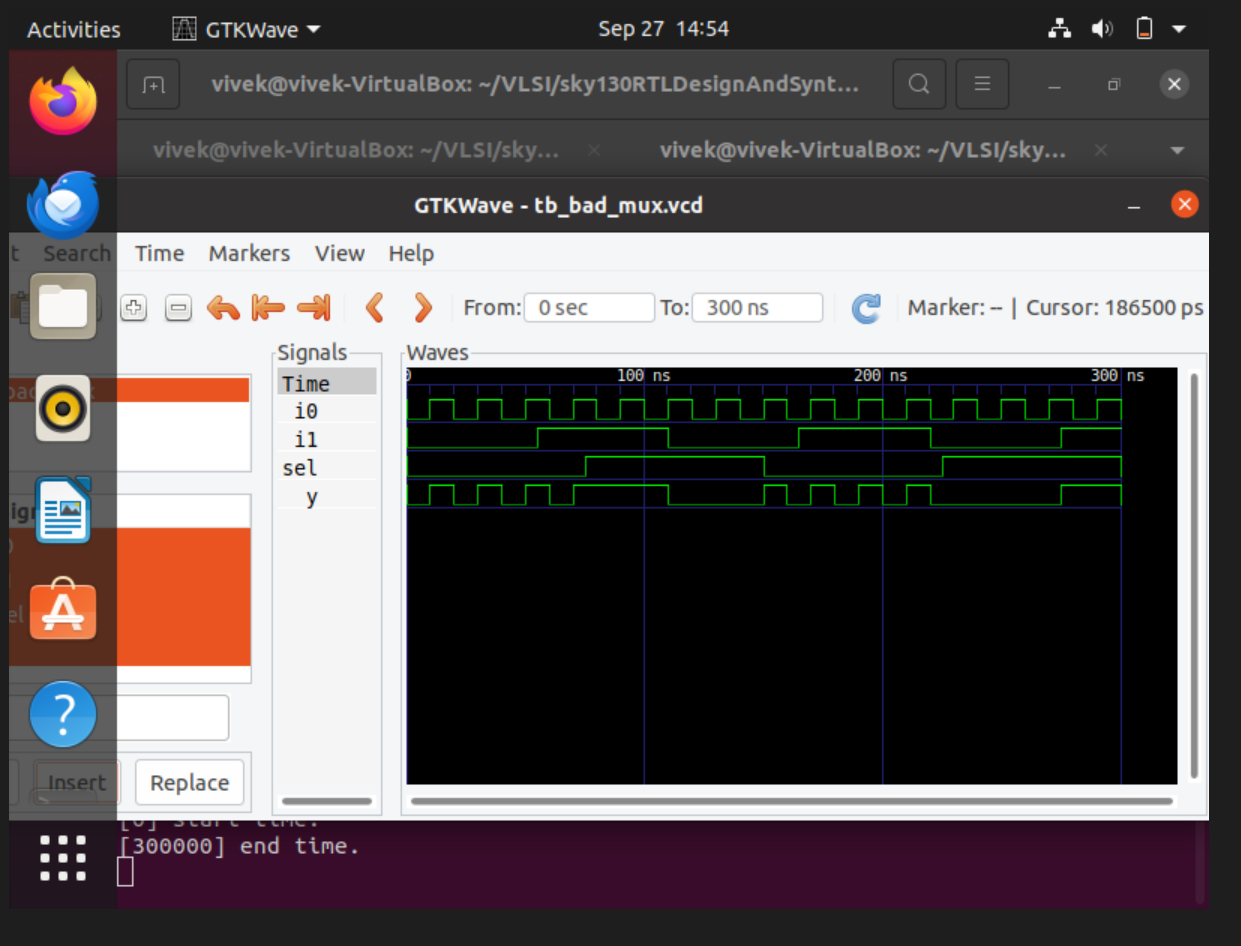 Activities GTKWave Sep 27 14:54
vivek@vivek-VirtualBox: ~/VLSI/sky130RTLDesignAndSynt...
vivek@vivek-VirtualBox: ~/VLSI/sky... × vivek@vivek-VirtualBox: ~/VLSI/sky... ×
GTKWave - tb_bad_mux.vcd
t Search Time Markers View Help
From: 0 sec To: 300 ns Marker: -- | Cursor: 186500 ps
Signals Waves
Time 0 100 ns 200 ns 300 ns
i0
i1
sel
y
Insert Replace
[0] start time.
[300000] end time.